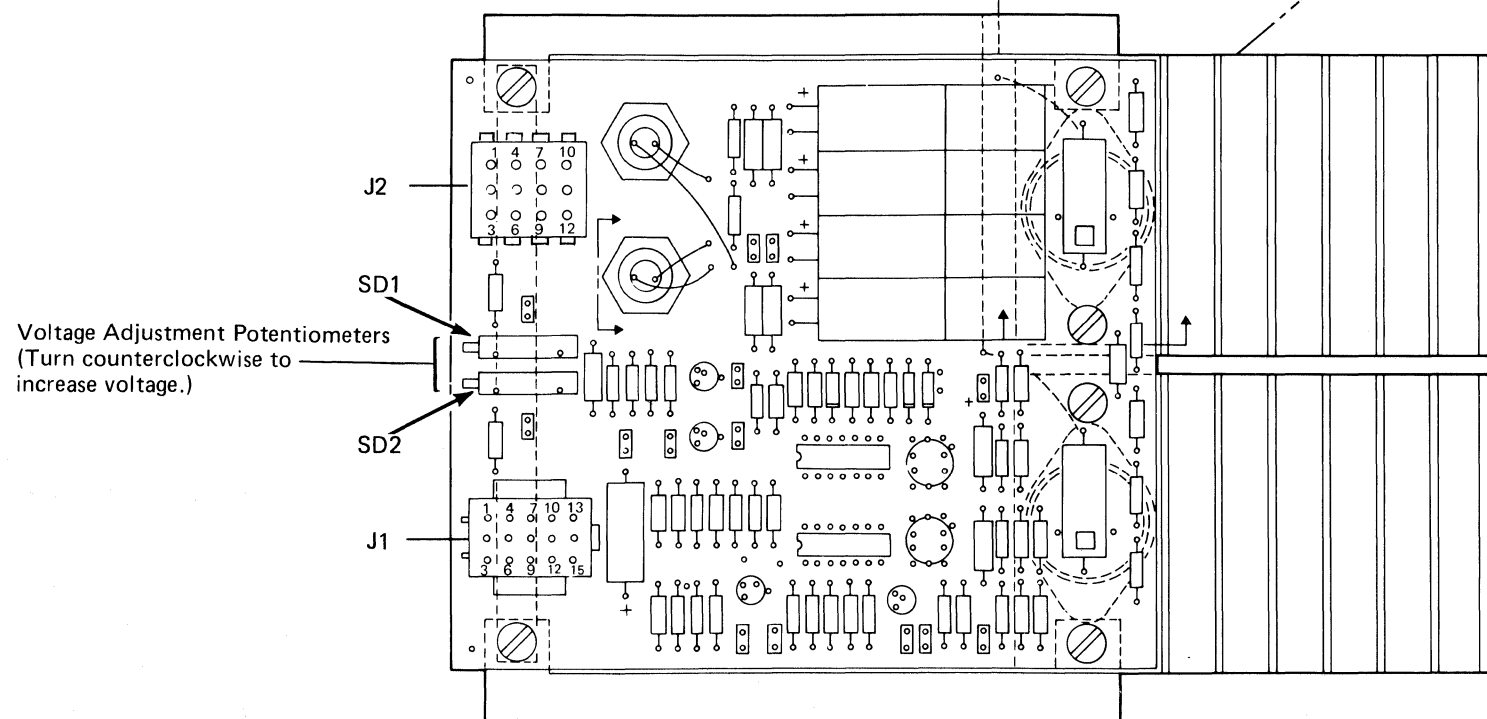 1 4 7 10
J2
3 6 9 12
SD1
Voltage Adjustment Potentiometers
(Turn counterclockwise to
increase voltage.)
SD2
1 4 7 10 13
J1
3 6 9 12 15
+
+
+
+
+
+